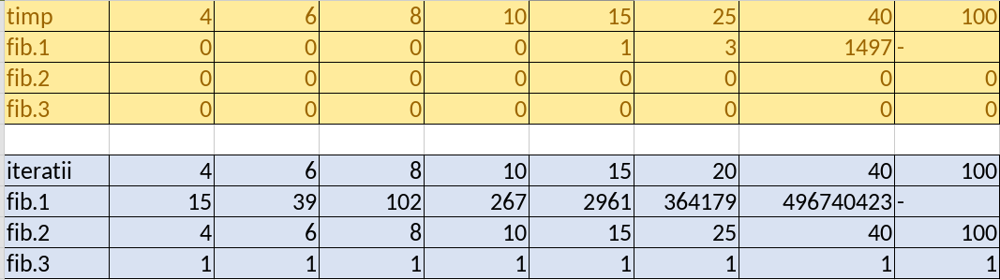 timp 4 6 8 10 15 25 40 100
fib.1 0 0 0 0 1 3 1497 -
fib.2 0 0 0 0 0 0 0 0
fib.3 0 0 0 0 0 0 0 0
iteratii 4 6 8 10 15 20 40 100
fib.1 15 39 102 267 2961 364179 496740423 -
fib.2 4 6 8 10 15 25 40 100
fib.3 1 1 1 1 1 1 1 1